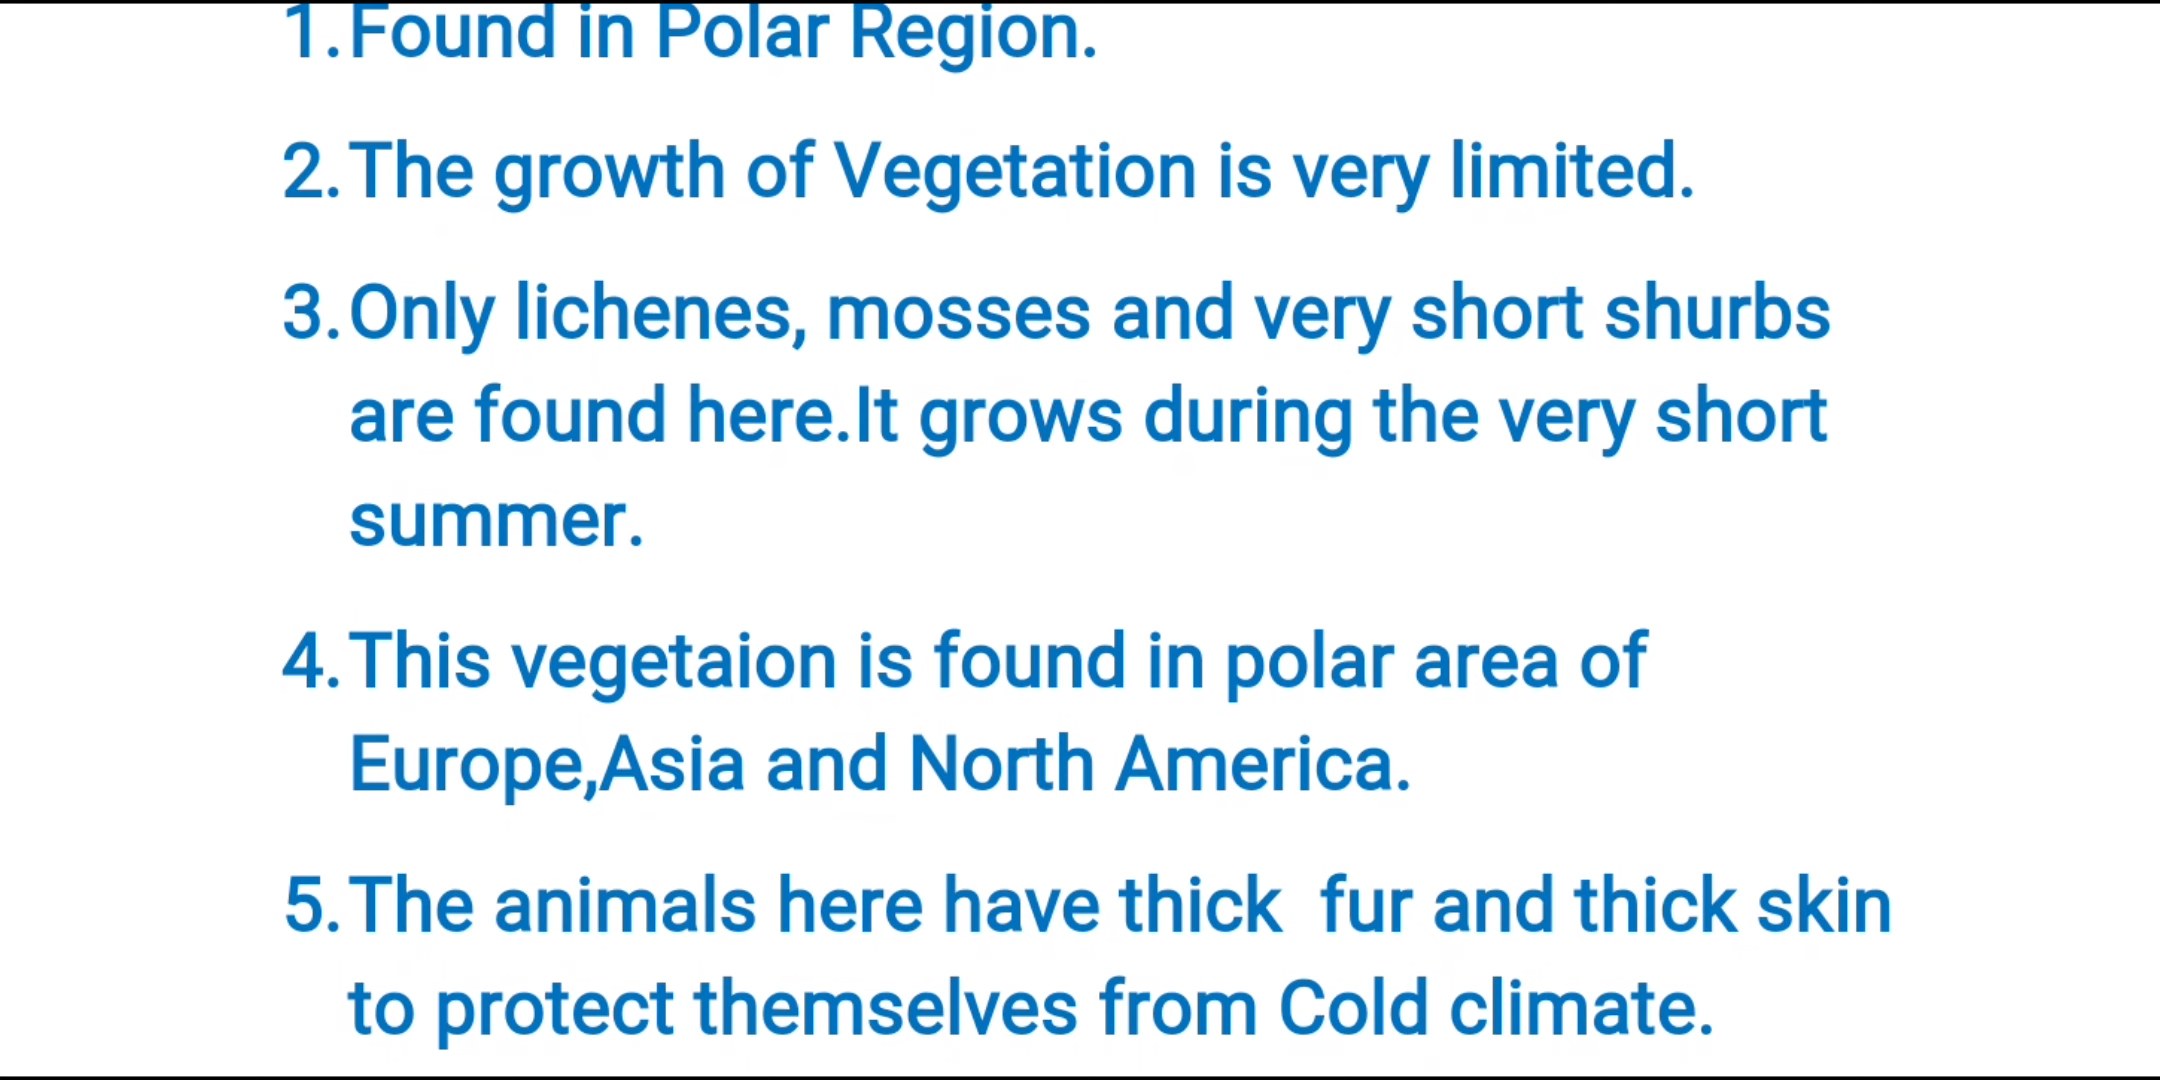 1.Found in Polar Region.
2.The growth of Vegetation is very limited.
3.Only lichenes, mosses and very short shurbs
are found here.It grows during the very short
summer.
4.This vegetaion is found in polar area of
Europe,Asia and North America.
5.The animals here have thick  fur and thick skin
to protect themselves from Cold climate.